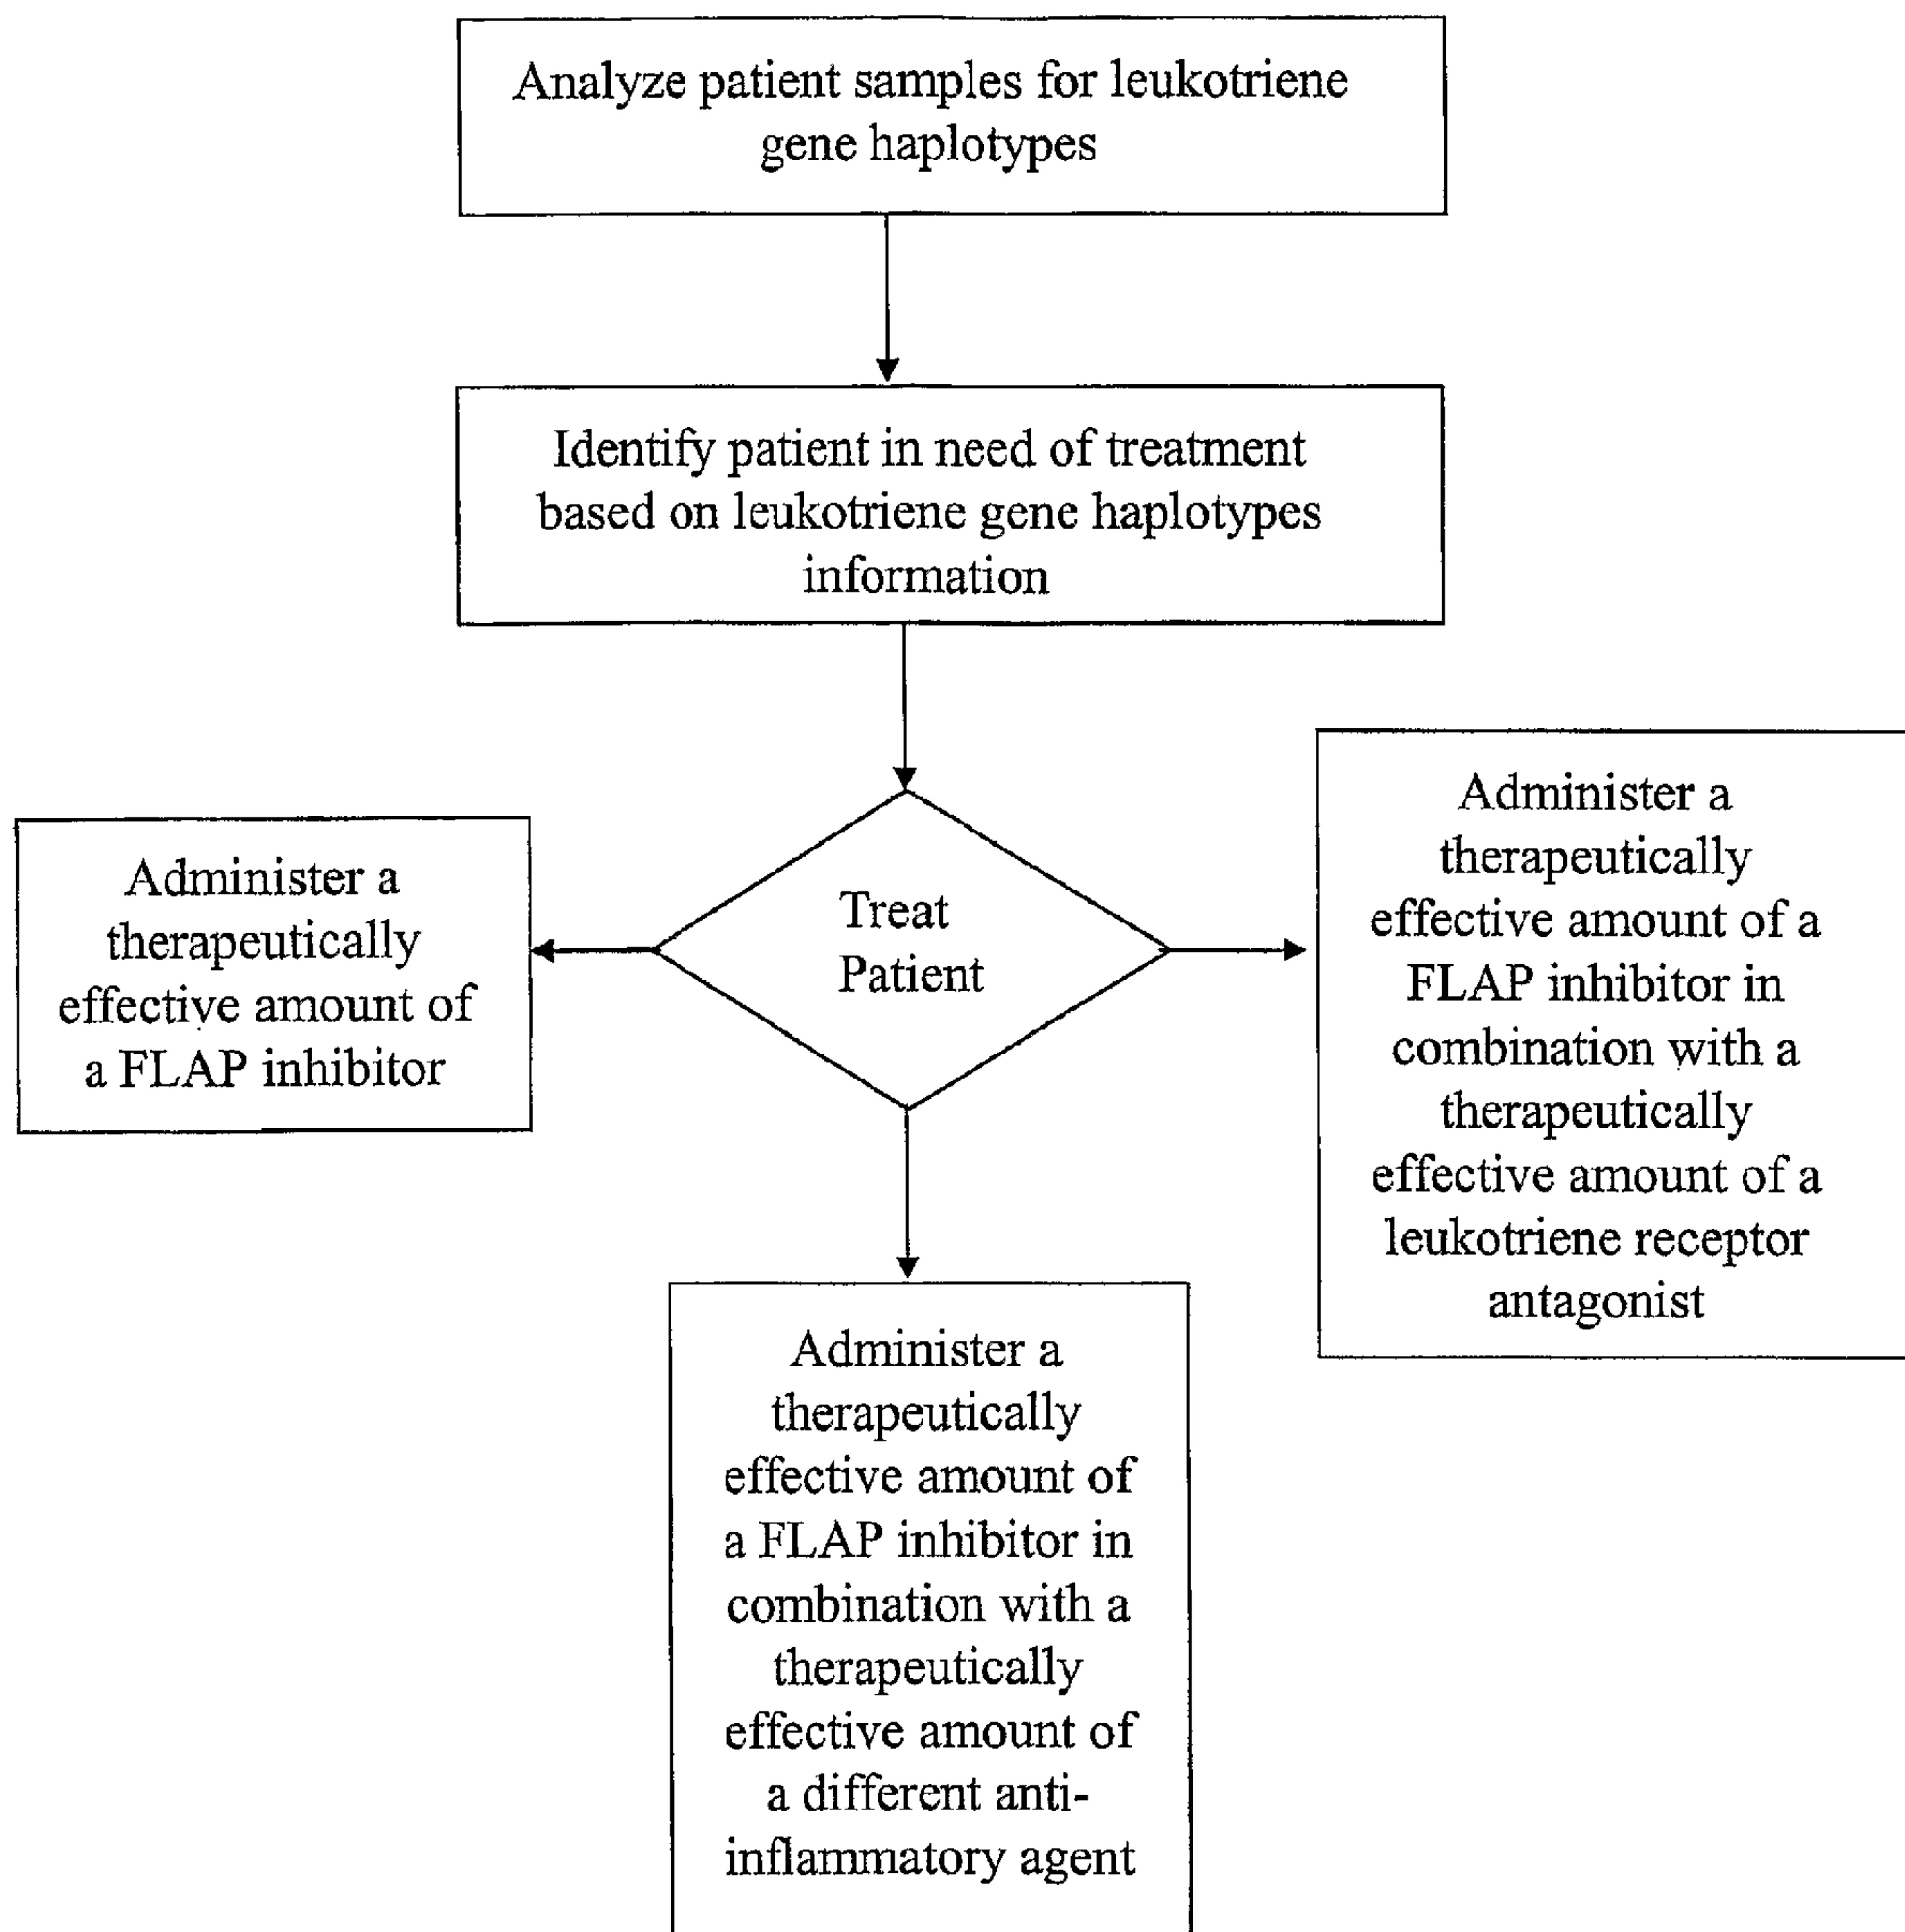 Analyze patient samples for leukotriene
gene haplotypes
Identify patient in need of treatment
based on leukotriene gene haplotypes
information
Treat
Patient
Administer a
therapeutically
effective amount of
a FLAP inhibitor
Administer a
therapeutically
effective amount of a
FLAP inhibitor in
combination with a
therapeutically
effective amount of a
leukotriene receptor
antagonist
Administer a
therapeutically
effective amount of
a FLAP inhibitor in
combination with a
therapeutically
effective amount of
a different anti-
inflammatory agent